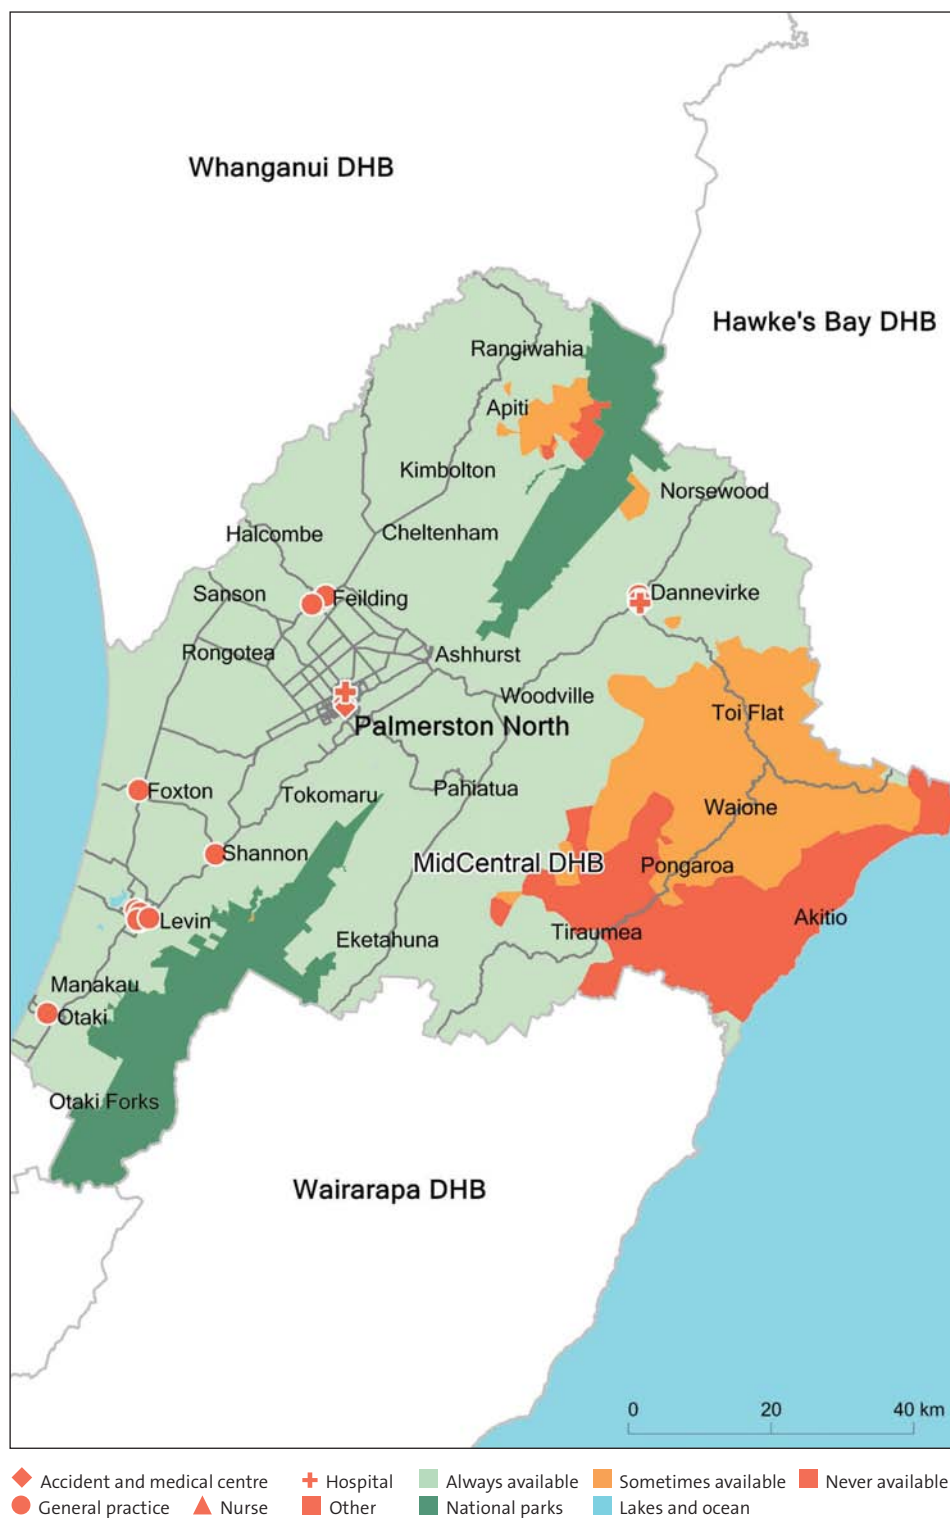 Whanganui DHB
Hawke's Bay DHB
Rangiwahia
Apiti
Kimbolton
Norsewood
Halcombe
Cheltenham
Sanson
Feilding
Dannevirke
Rongotea
Ashhurst
Woodville
Toi Flat
Palmerston North
Foxton
Tokomaru
Pahiatua
Waione
Shannon
MidCentral DHB
Pongaroa
Levin
Akitio
Eketahuna
Tiraumea
Manakau
Otaki
Otaki Forks
Wairarapa DHB
0 20 40 km
Accident and medical centre Hospital Always available Sometimes available Never available
General practice Nurse Other National parks Lakes and ocean